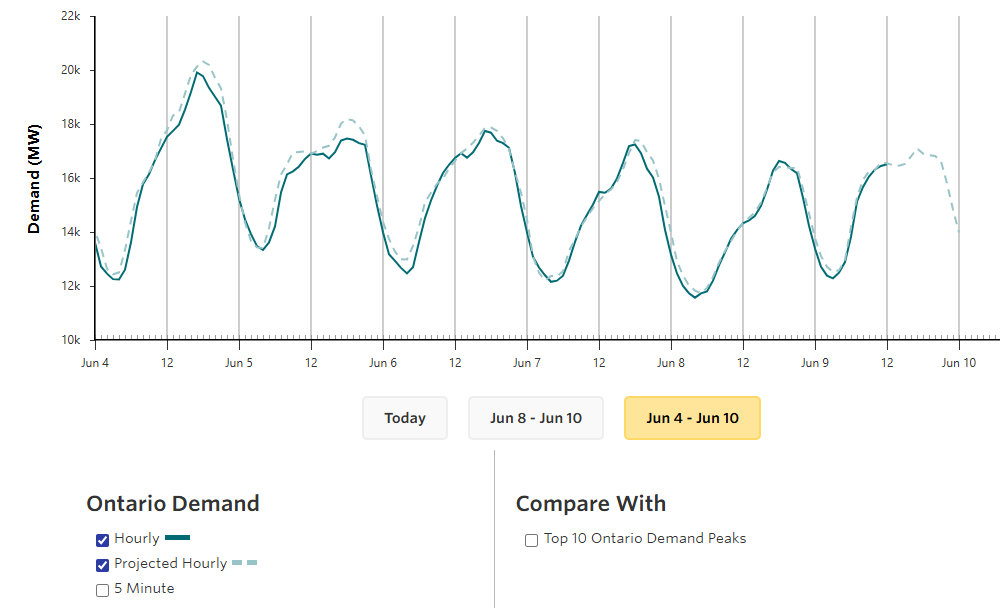 22k
20k
18k
16k
14k
12k
10k
Demand (MW)
Jun 4 12 Jun 5 12 Jun 6 12 Jun 7 12 Jun 8 12 Jun 9 12 Jun 10
Today Jun 8 - Jun 10 Jun 4 - Jun 10
Ontario Demand
Hourly
Projected Hourly
5 Minute
Compare With
Top 10 Ontario Demand Peaks